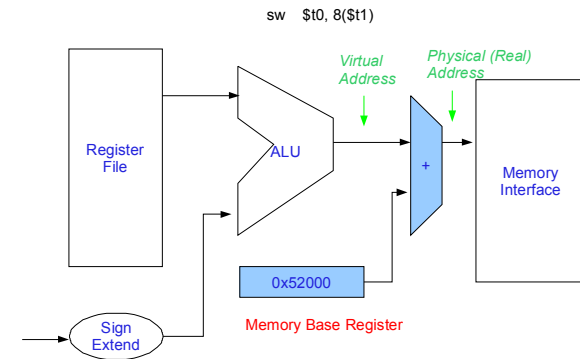 sw $t0, 8($t1)
Virtual
Address
Physical (Real)
Address
Register
File
ALU
+
Memory
Interface
0x52000
Sign
Extend
Memory Base Register